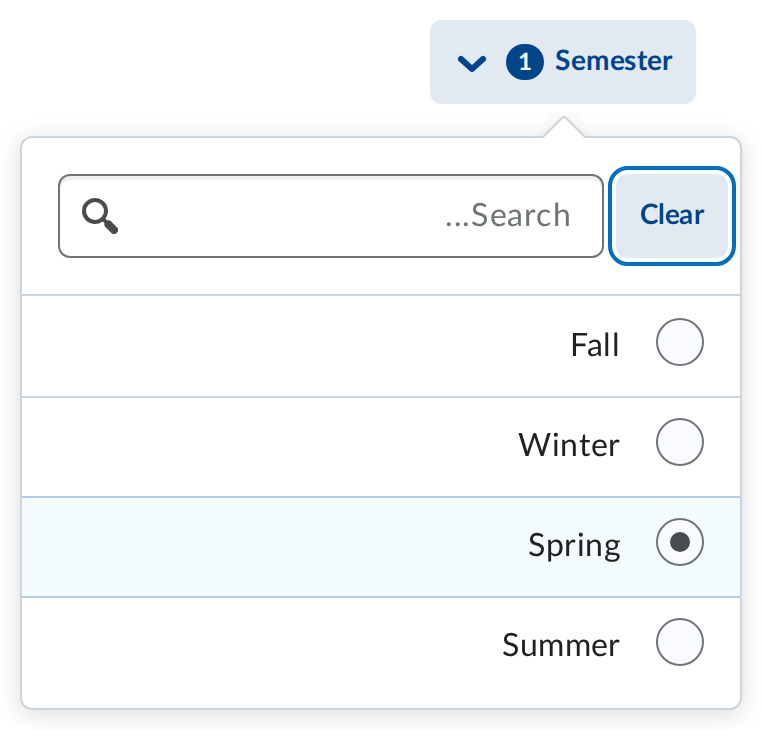 1 Semester
...Search
Clear
Fall
Winter
Spring
Summer